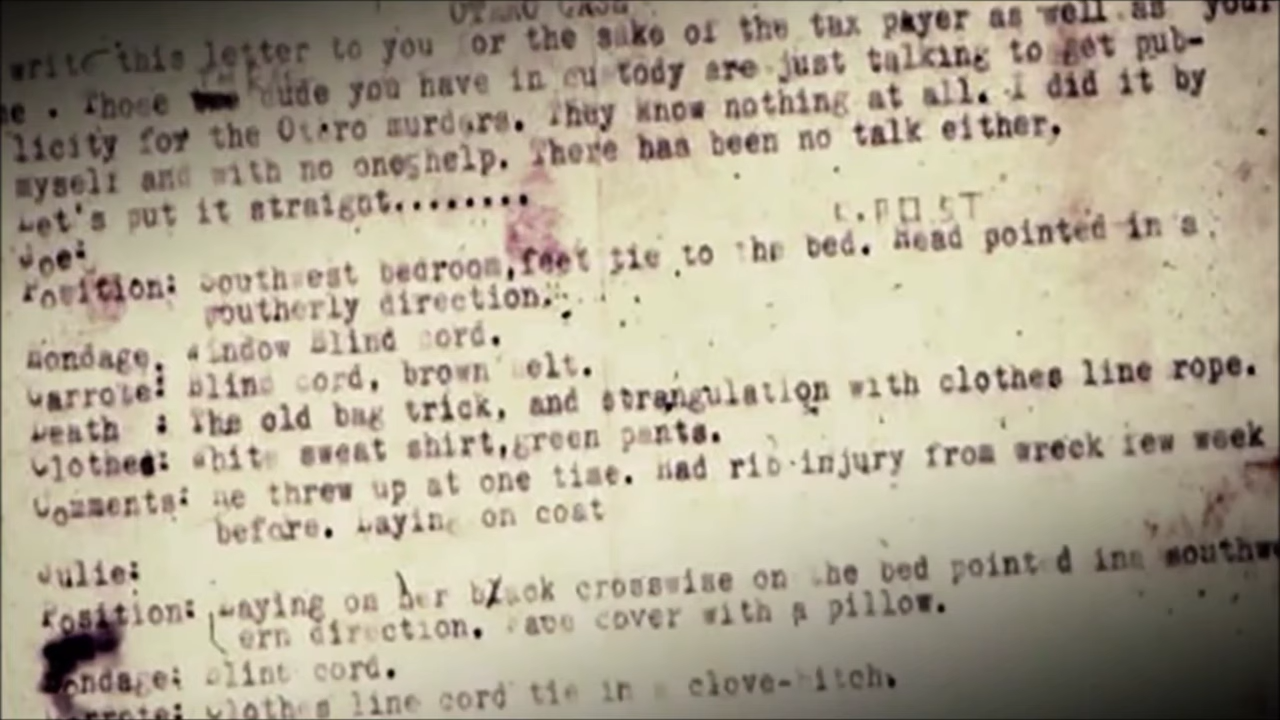 OTERO CASE
write this letter to you for the sake of the tax payer as well as your
. Those dude you have in custody are just talking to get pub-
licity for the Otero murders. They know nothing at all. I did it by
myself and with no oneshelp. There has been no talk either,
Let's put it straight........
Joe:
Position: Southwest bedroom,feet tie to the bed. Head pointed in a
southerly direction.
Bondage. Window Blind cord.
Garrote: Blind cord, brown belt.
Death : The old bag trick, and strangulation with clothes line rope.
Clothed: White sweat shirt,green pants.
Comments: He threw up at one time. Had rib injury from wreck few week
before. Laying on coat
Julie:
Position: Laying on her black crosswise on the bed pointed ina southw
ern direction. cover with a pillow.
Bondage: Blint cord.
Garrote: Clothes line cord tie in a clove-hitch.